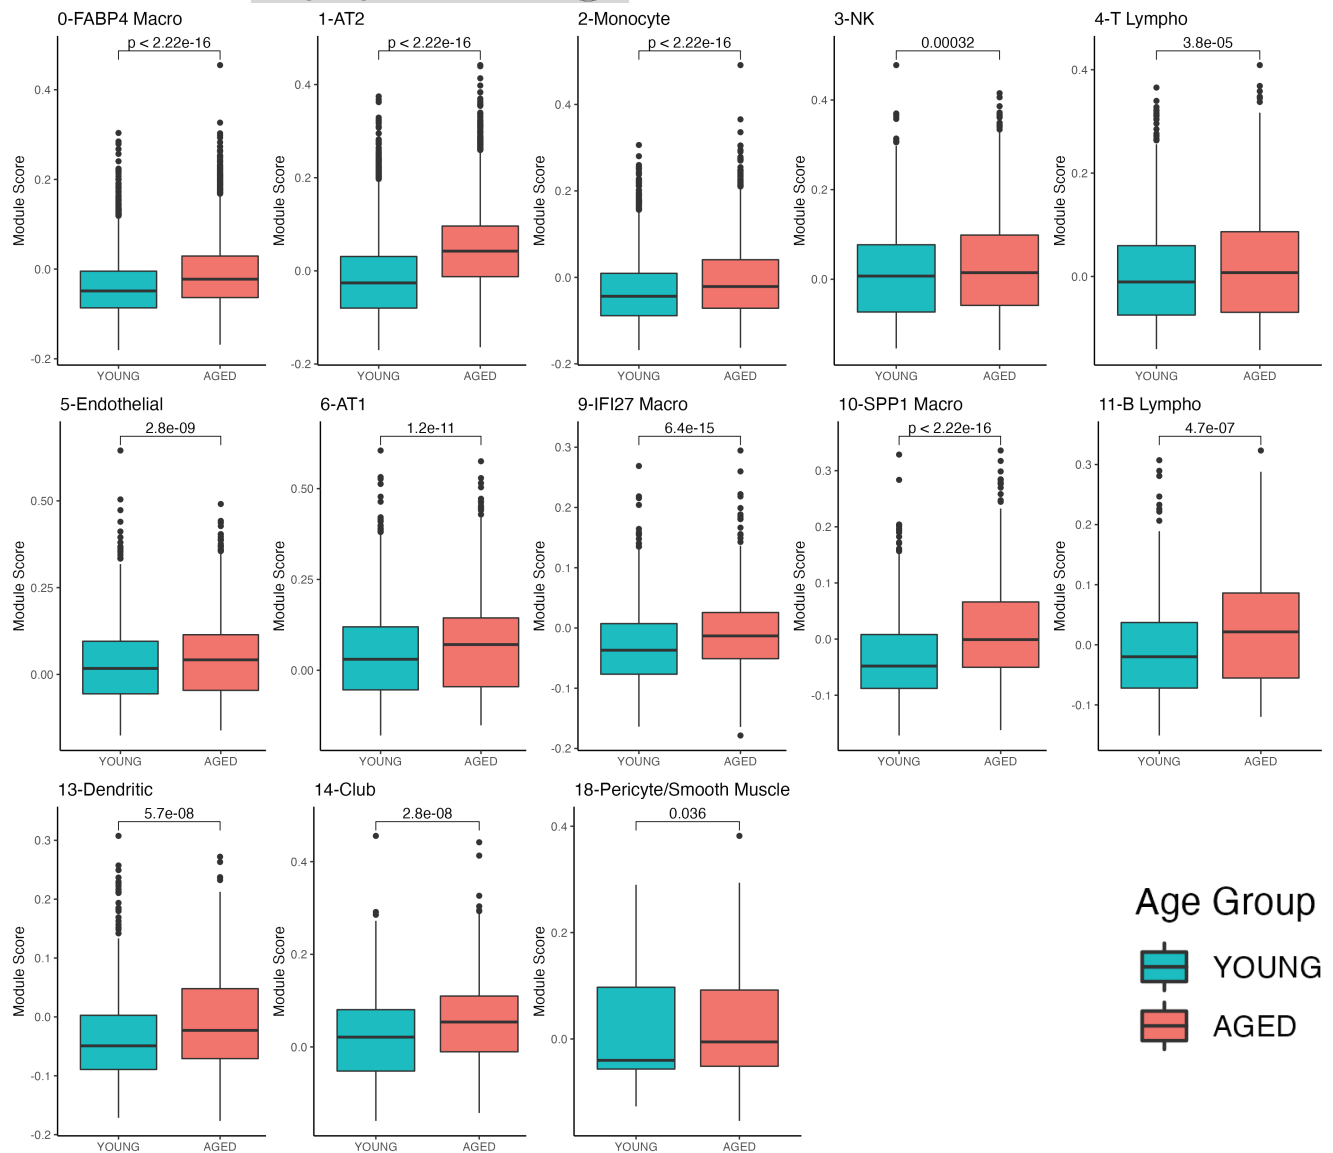 0-FABP4 Macro
p < 2.22e-16
Module Score
0.4
0.2
0.0
-0.2
YOUNG
AGED
1-AT2
p < 2.22e-16
Module Score
0.4
0.2
0.0
-0.2
YOUNG
AGED
2-Monocyte
p < 2.22e-16
Module Score
0.4
0.2
0.0
-0.2
YOUNG
AGED
3-NK
0.00032
Module Score
0.4
0.2
0.0
YOUNG
AGED
4-T Lympho
3.8e-05
Module Score
0.4
0.2
0.0
YOUNG
AGED
5-Endothelial
2.8e-09
Module Score
0.50
0.25
0.00
YOUNG
AGED
6-AT1
1.2e-11
Module Score
0.50
0.25
0.00
YOUNG
AGED
9-IFI27 Macro
6.4e-15
Module Score
0.3
0.2
0.1
0.0
-0.1
-0.2
YOUNG
AGED
10-SPP1 Macro
p < 2.22e-16
Module Score
0.3
0.2
0.1
0.0
-0.1
YOUNG
AGED
11-B Lympho
4.7e-07
Module Score
0.3
0.2
0.1
0.0
-0.1
YOUNG
AGED
13-Dendritic
5.7e-08
Module Score
0.3
0.2
0.1
0.0
-0.1
-0.2
YOUNG
AGED
14-Club
2.8e-08
Module Score
0.4
0.2
0.0
YOUNG
AGED
18-Pericyte/Smooth Muscle
0.036
Module Score
0.4
0.2
0.0
YOUNG
AGED
Age Group
YOUNG
AGED